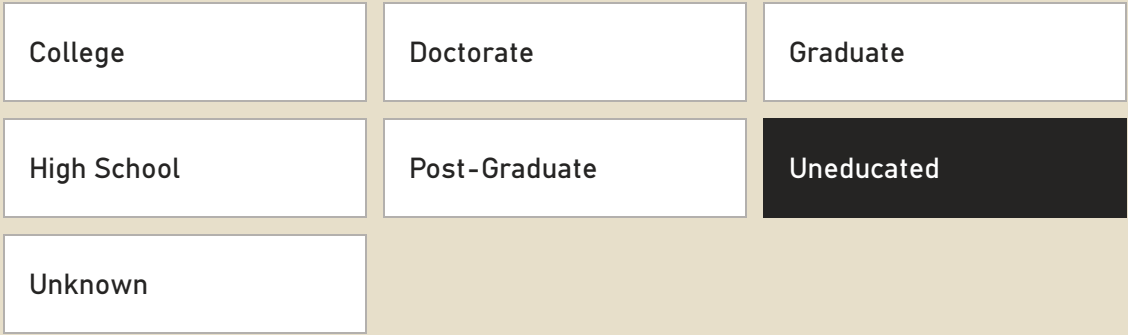 College
Doctorate
Graduate
High School
Post-Graduate
Uneducated
Unknown